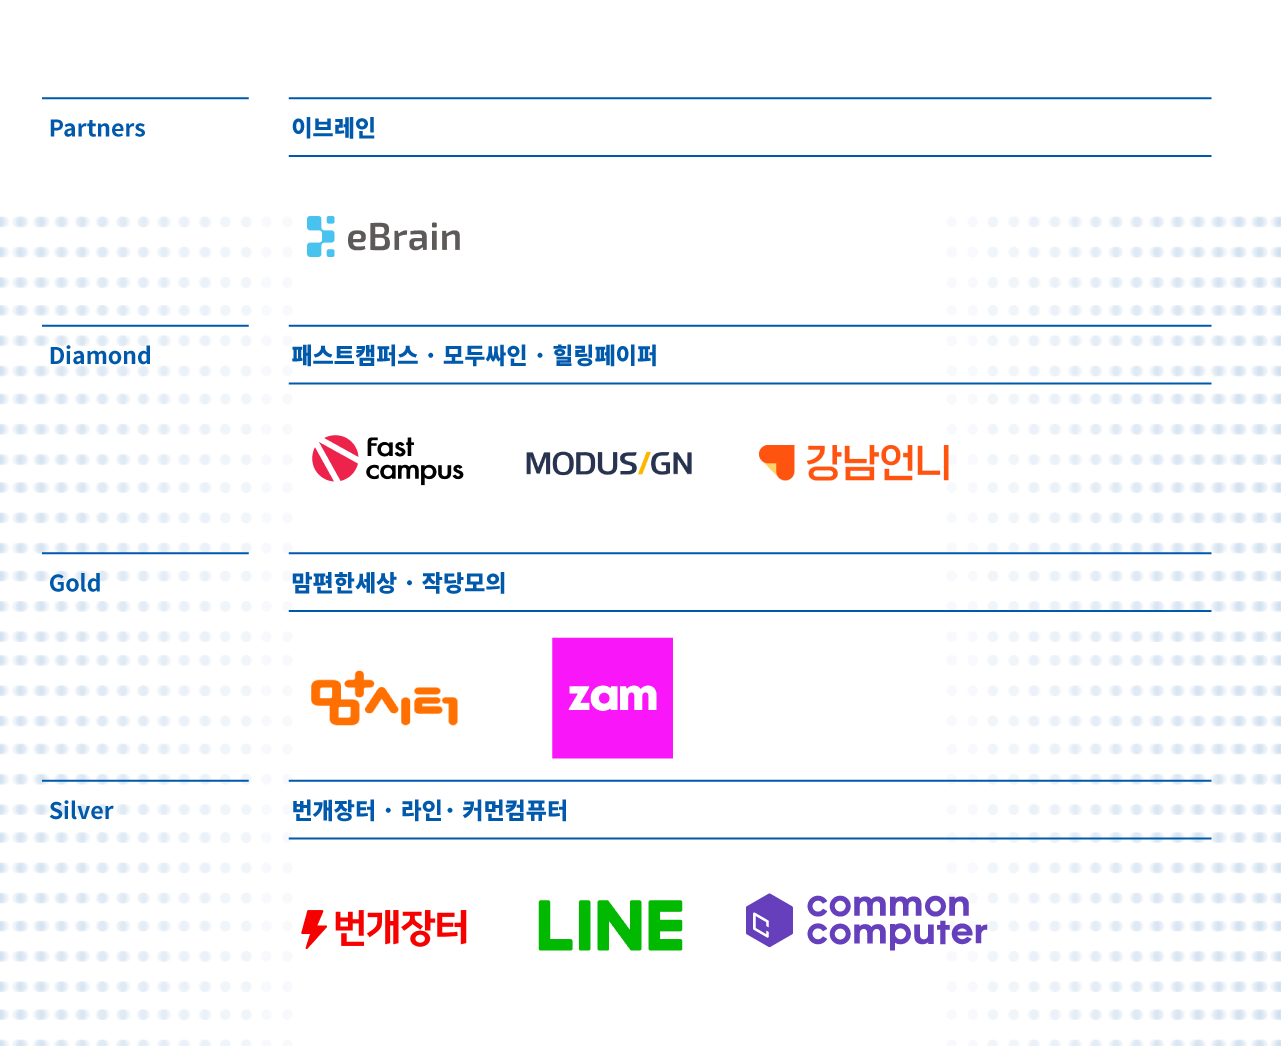 Partners
이브레인
eBrain
Diamond
패스트캠퍼스 · 모두싸인 · 힐링페이퍼
fast
campus
MODUSIGN
강남언니
Gold
맘편한세상 · 작당모의
맘시터
zam
Silver
번개장터 · 라인· 커먼컴퓨터
번개장터
LINE
common
computer